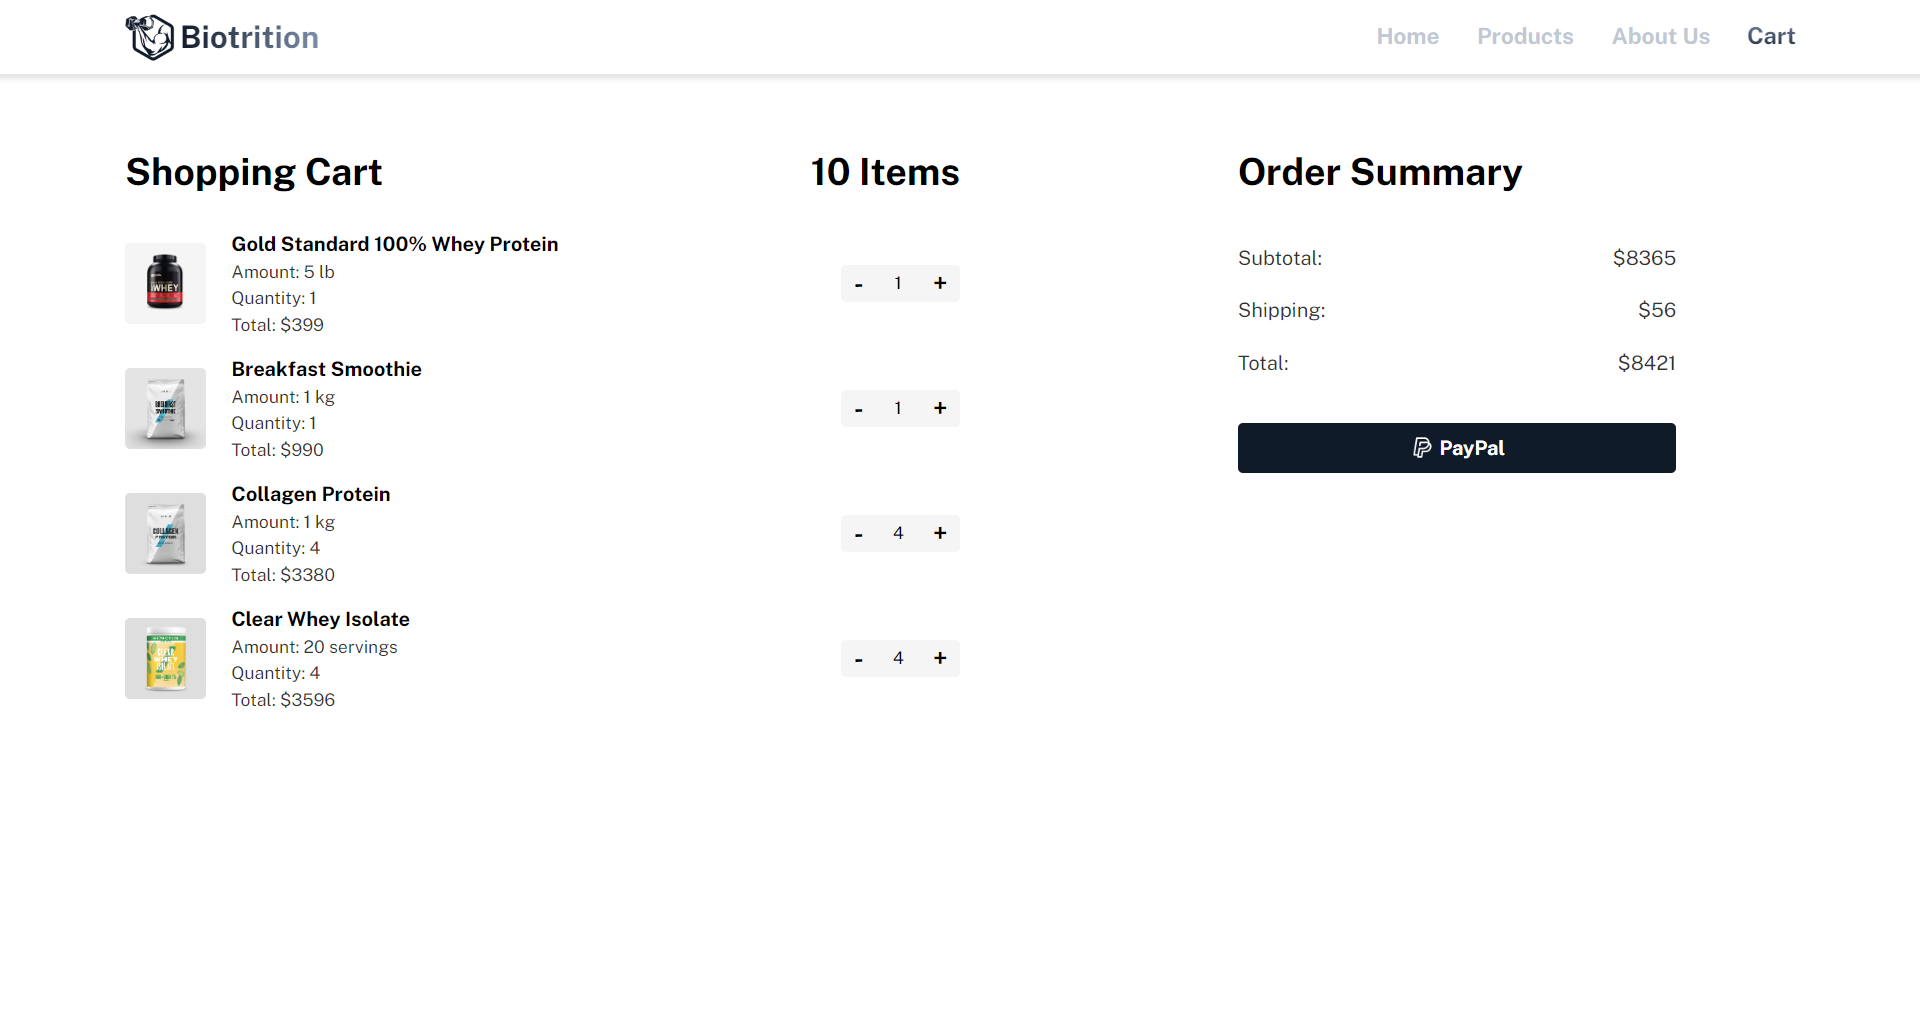 Biotrition
Home
Products
About Us
Cart
Shopping Cart
10 Items
Gold Standard 100% Whey Protein
Amount: 5 lb
Quantity: 1
Total: $399
- 1 +
WHEY
Breakfast Smoothie
Amount: 1 kg
Quantity: 1
Total: $990
- 1 +
Collagen Protein
Amount: 1 kg
Quantity: 4
Total: $3380
- 4 +
COLLAGEN
Clear Whey Isolate
Amount: 20 servings
Quantity: 4
Total: $3596
- 4 +
CLEAR
WHEY
Order Summary
Subtotal: $8365
Shipping: $56
Total: $8421
PayPal